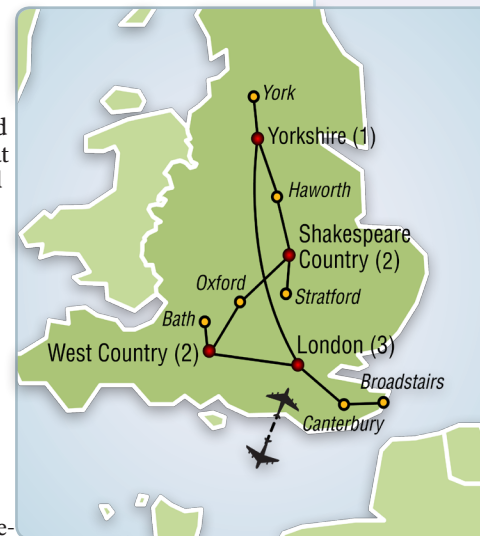 York
Yorkshire (1)
Haworth
Shakespeare
Country (2)
Oxford
Stratford
Bath
West Country (2)
London (3)
Broadstairs
Canterbury
e-